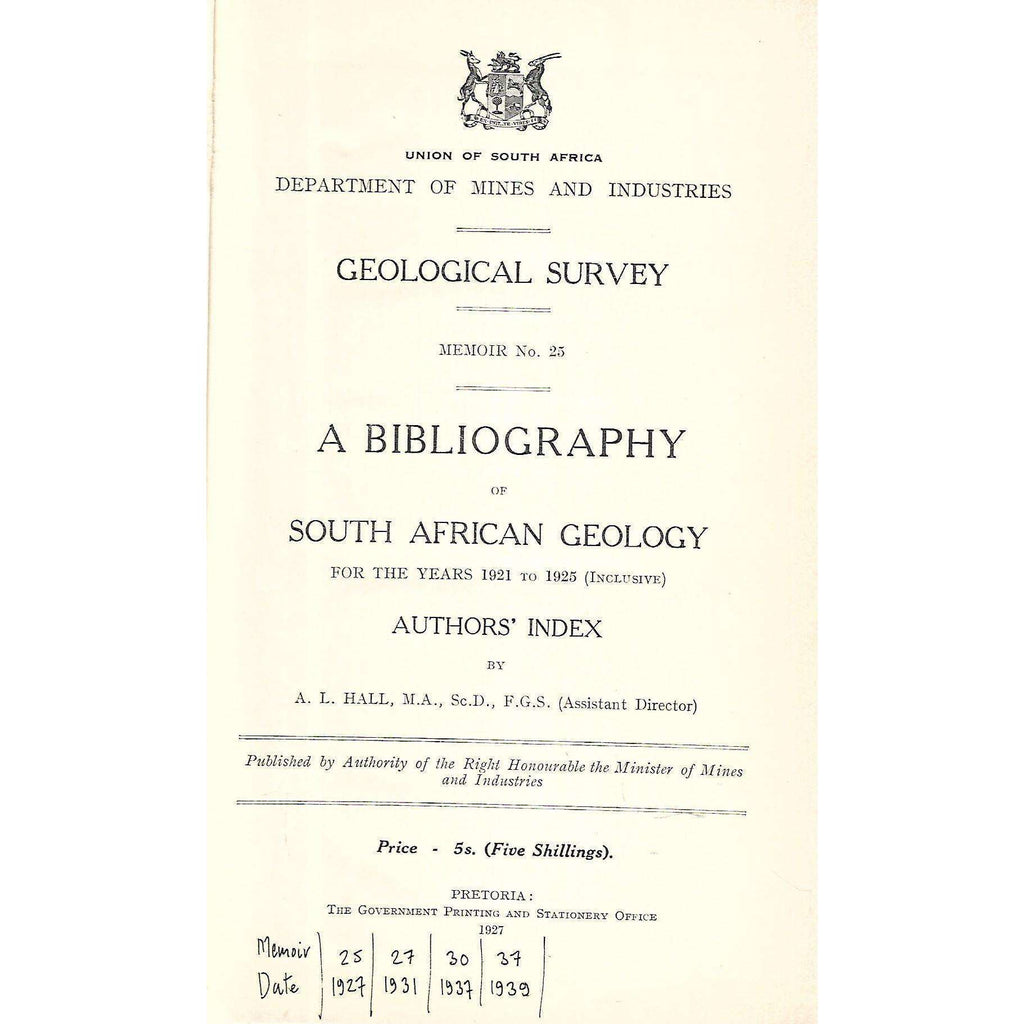 UNION OF SOUTH AFRICA
DEPARTMENT OF MINES AND INDUSTRIES
GEOLOGICAL SURVEY
MEMOIR No. 25
A BIBLIOGRAPHY
OF
SOUTH AFRICAN GEOLOGY
FOR THE YEARS 1921 TO 1925 (INCLUSIVE)
AUTHORS' INDEX
BY
A. L. HALL, M.A., Sc.D., F.G.S. (Assistant Director)
Published by Authority of the Right Honourable the Minister of Mines
and Industries
Price - 5s. (Five Shillings).
PRETORIA:
THE GOVERNMENT PRINTING AND STATIONERY OFFICE
1927
Memoir 25 27 30 37
Date 1927 1931 1937 1939